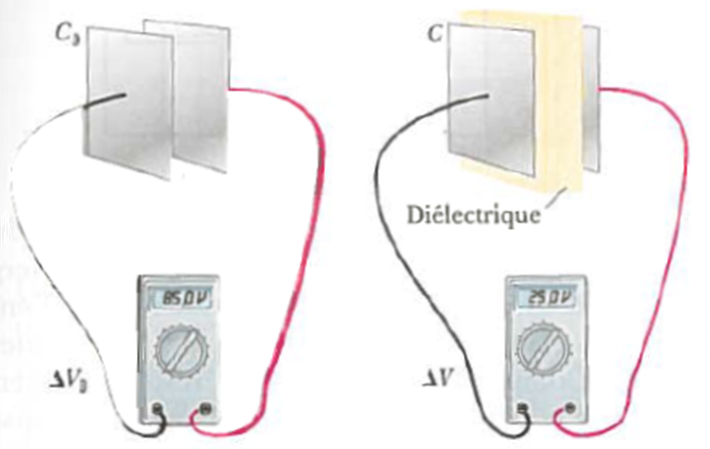 C₀
C
Diélectrique
85.0 V
25.0 V
ΔV₀
ΔV